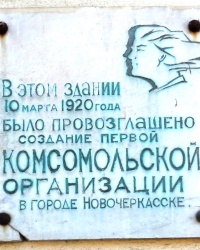 В этом здании
10 марта 1920 года
было провозглашено
создание первой
комсомольской
организации
в городе Новочеркасске.